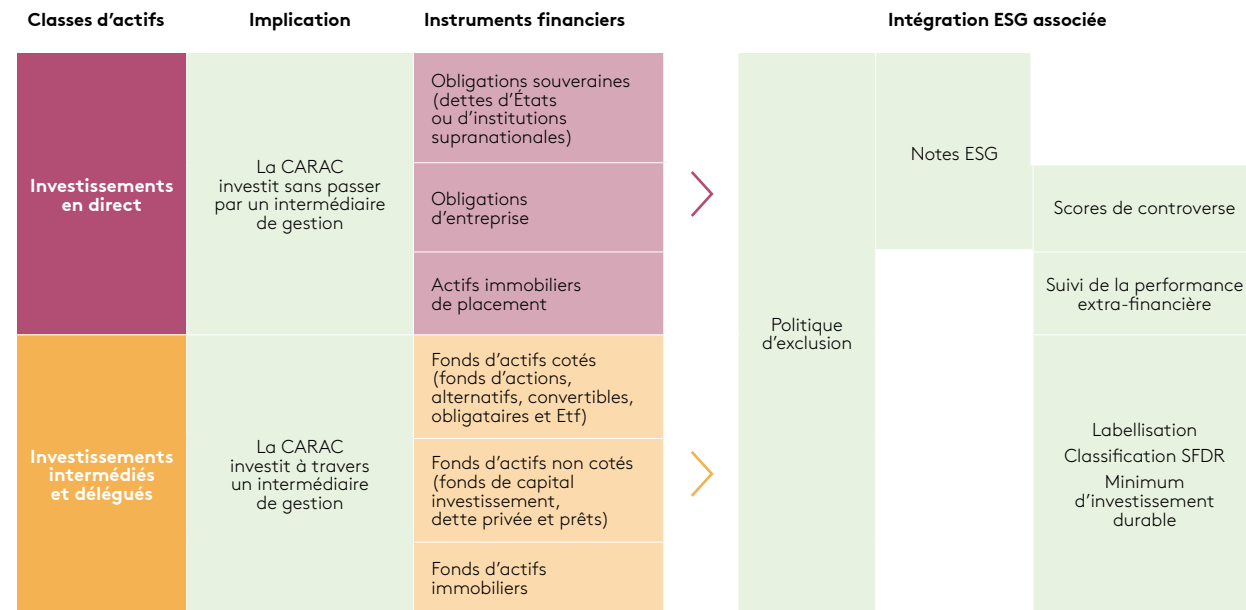 Classes d’actifs
Implication
Instruments financiers
Intégration ESG associée
Investissements
en direct
La CARAC
investit sans passer
par un intermédiaire
de gestion
Obligations souveraines
(dettes d’États
ou d’institutions
supranationales)
Obligations
d’entreprise
Actifs immobiliers
de placement
Investissements
intermédiés
et délégués
La CARAC
investit à travers
un intermédiaire
de gestion
Fonds d’actifs cotés
(fonds d’actions,
alternatifs, convertibles,
obligataires et Etf)
Fonds d’actifs non cotés
(fonds de capital
investissement,
dette privée et prêts)
Fonds d’actifs
immobiliers
Politique
d’exclusion
Notes ESG
Scores de controverse
Suivi de la performance
extra-financière
Labellisation
Classification SFDR
Minimum
d’investissement
durable